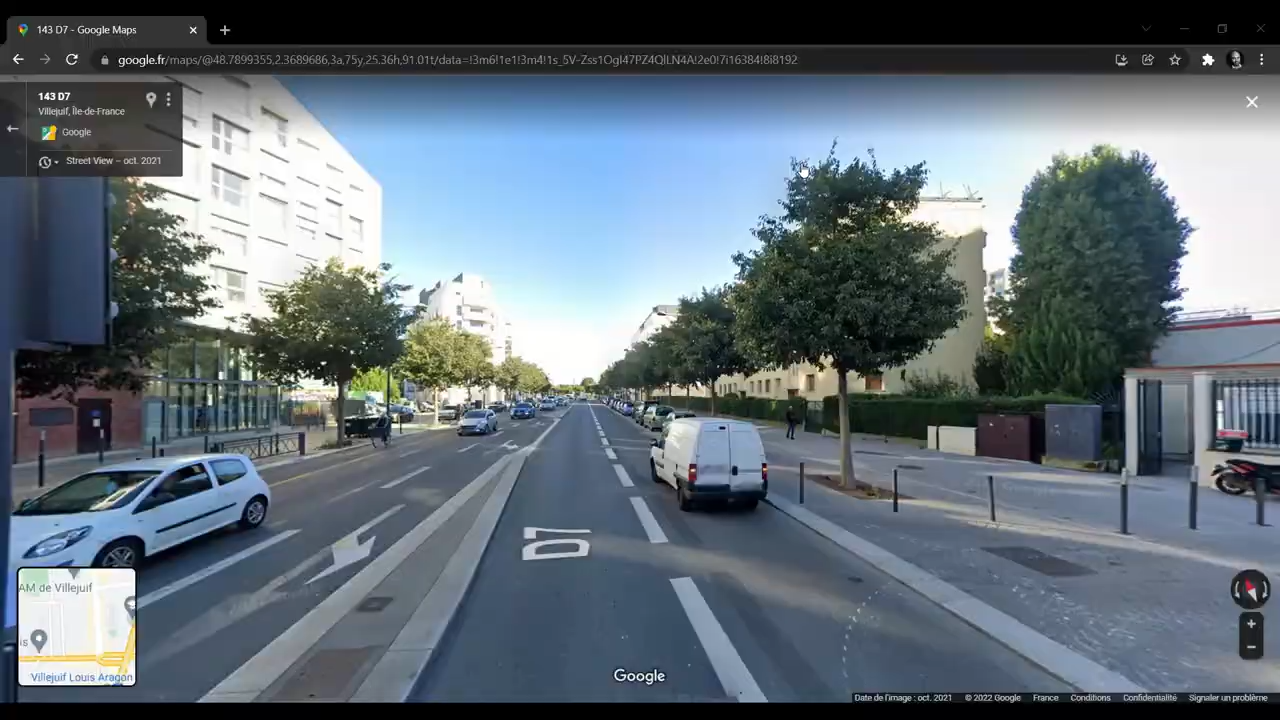 143 D7 - Google Maps
google.fr/maps/@48.7899355,2.3689686,3a,75y,25.36h,91.01t/data=!3m6!1e1!3m4!1s_5V-Zss1Ogl47PZ4QlLN4A!2e0!7i16384!8i8192
143 D7
Villejuif, Île-de-France
Google
Street View – oct. 2021
D7
AM de Villejuif
is
Villejuif Louis Aragon
Google
Date de l'image : oct. 2021 © 2022 Google France Conditions Confidentialité Signaler un problème